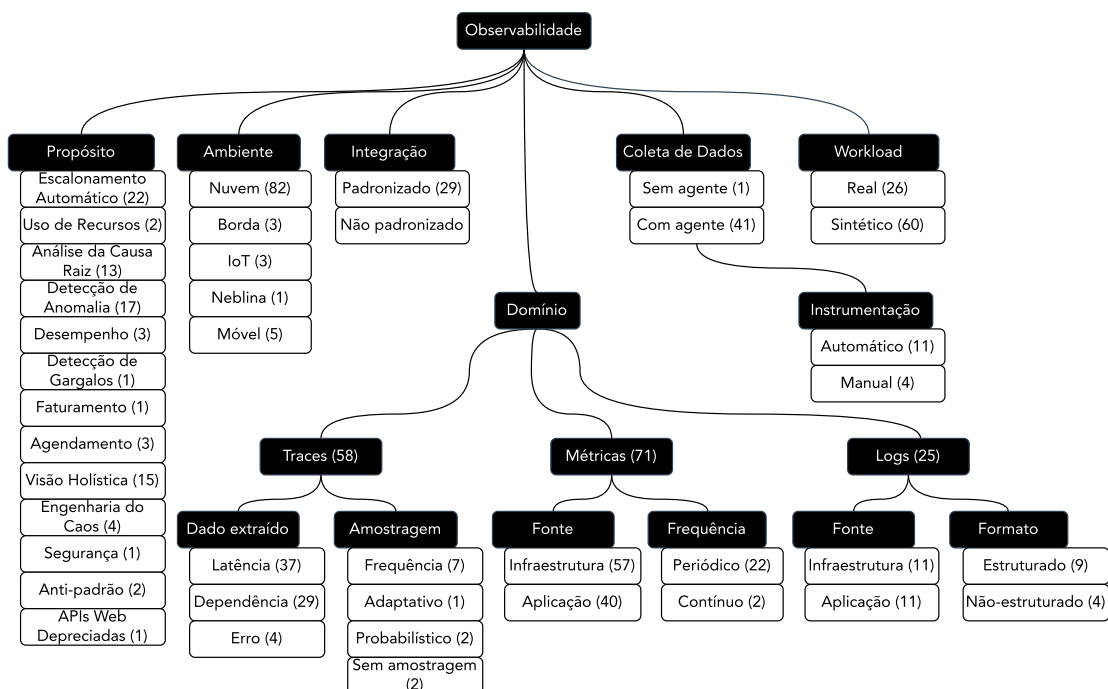 Observabilidade
Propósito
Escalonamento
Automático (22)
Uso de Recursos (2)
Análise da Causa
Raiz (13)
Detecção de
Anomalia (17)
Desempenho (3)
Detecção de
Gargalos (1)
Faturamento (1)
Agendamento (3)
Visão Holística (15)
Engenharia do
Caos (4)
Segurança (1)
Anti-padrão (2)
APIs Web
Depreciadas (1)
Ambiente
Nuvem (82)
Borda (3)
IoT (3)
Neblina (1)
Móvel (5)
Integração
Padronizado (29)
Não padronizado
Coleta de Dados
Sem agente (1)
Com agente (41)
Instrumentação
Automático (11)
Manual (4)
Workload
Real (26)
Sintético (60)
Domínio
Traces (58)
Dado extraído
Latência (37)
Dependência (29)
Erro (4)
Amostragem
Frequência (7)
Adaptativo (1)
Probabilístico (2)
Sem amostragem
(2)
Métricas (71)
Fonte
Infraestrutura (57)
Aplicação (40)
Frequência
Periódico (22)
Contínuo (2)
Logs (25)
Fonte
Infraestrutura (11)
Aplicação (11)
Formato
Estruturado (9)
Não-estruturado (4)